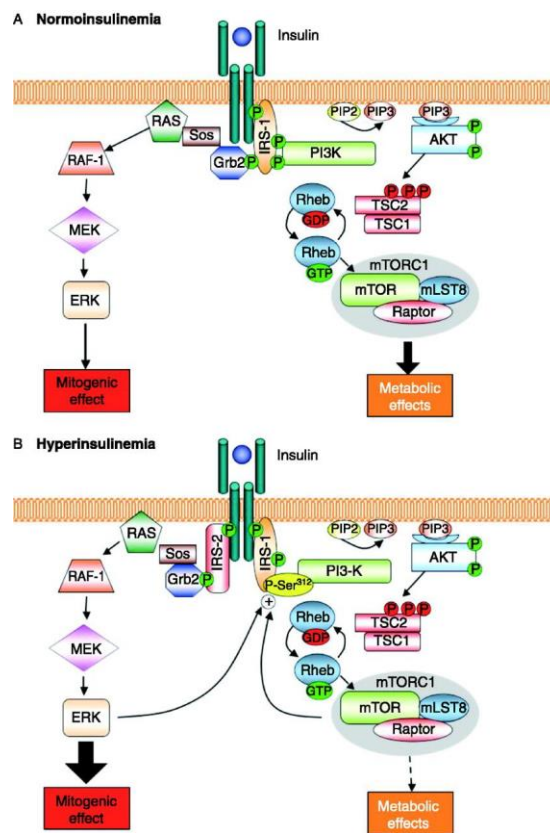 A Normoinsulinemia
Insulin
RAS
Sos
P
IRS-1
PIP2
PIP3
PIP3
P
AKT
P
RAF-1
Grb2
P
P
P
PI3K
MEK
Rheb
GDP
P P P
TSC2
TSC1
Rheb
GTP
mTORC1
ERK
mTOR
mLST8
Raptor
Mitogenic
effect
Metabolic
effects
B Hyperinsulinemia
Insulin
RAS
P
P
IRS-2
IRS-1
PIP2
PIP3
PIP3
P
AKT
P
Sos
RAF-1
Grb2
P
P
PI3-K
P-Ser312
+
MEK
Rheb
GDP
P P P
TSC2
TSC1
Rheb
GTP
mTORC1
ERK
mTOR
mLST8
Raptor
Mitogenic
effect
Metabolic
effects